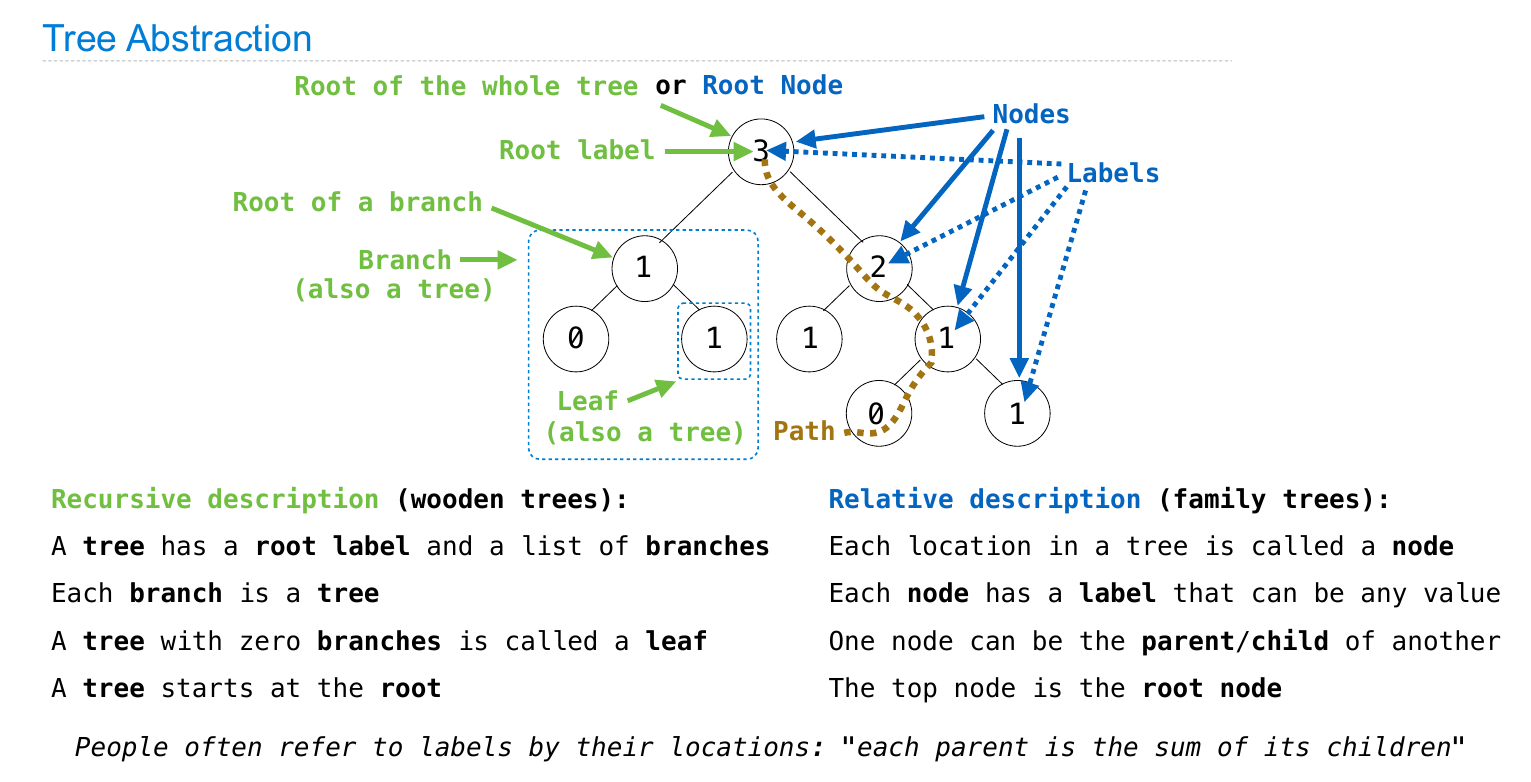 Tree Abstraction
Root of the whole tree or Root Node
Nodes
Root label
3
Labels
Root of a branch
Branch
(also a tree)
1
2
0
1
1
1
Leaf
(also a tree)
Path
0
1
Recursive description (wooden trees):
A tree has a root label and a list of branches
Each branch is a tree
A tree with zero branches is called a leaf
A tree starts at the root
Relative description (family trees):
Each location in a tree is called a node
Each node has a label that can be any value
One node can be the parent/child of another
The top node is the root node
People often refer to labels by their locations: "each parent is the sum of its children"